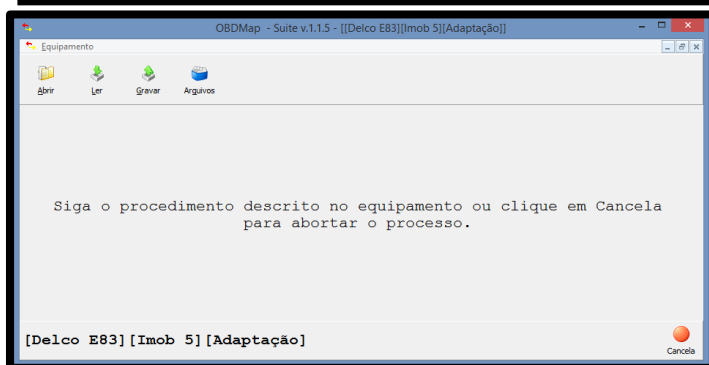 OBDMap - Suite v.1.1.5 - [[Delco E83][Imob 5][Adaptação]]
Equipamento
Abrir Ler Gravar Arquivos
Siga o procedimento descrito no equipamento ou clique em Cancela
para abortar o processo.
[Delco E83][Imob 5][Adaptação]
Cancela